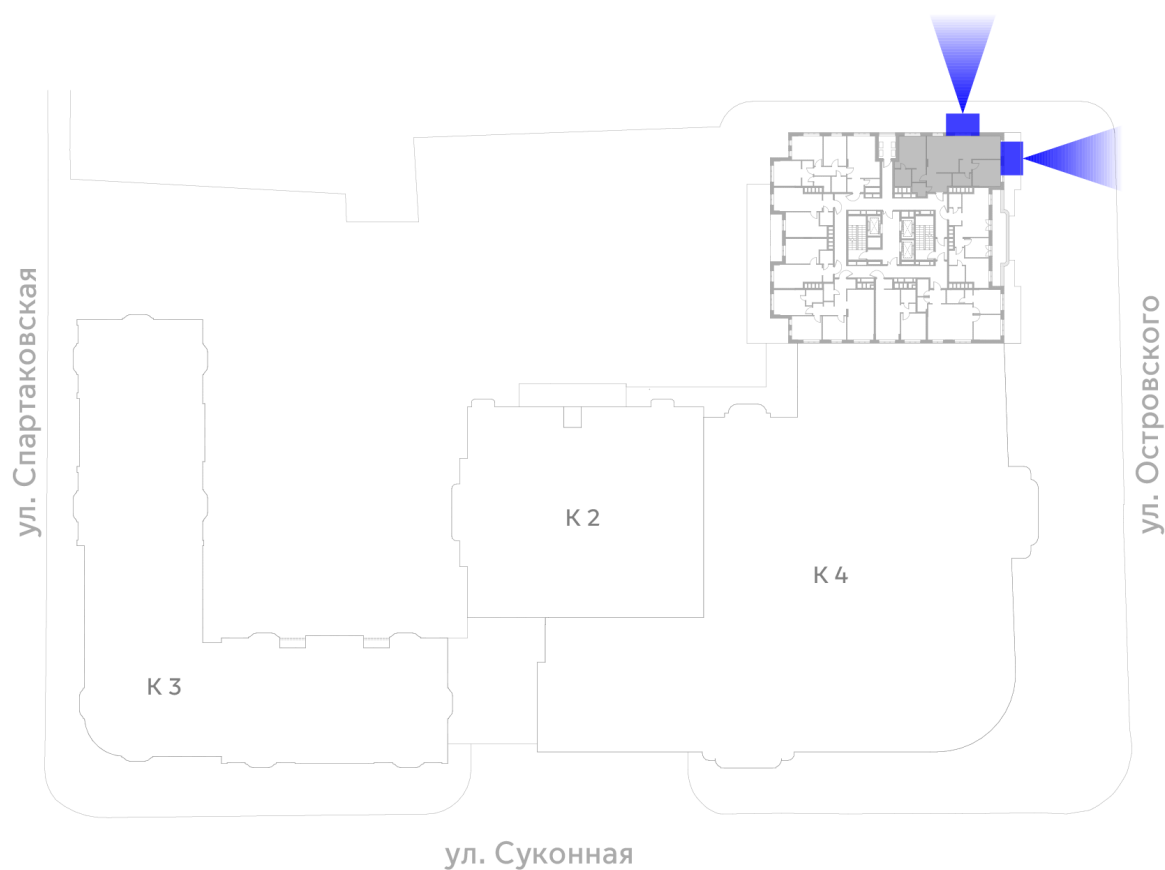 ул. Спартаковская
ул. Островского
К 2
К 4
К 3
ул. Суконная